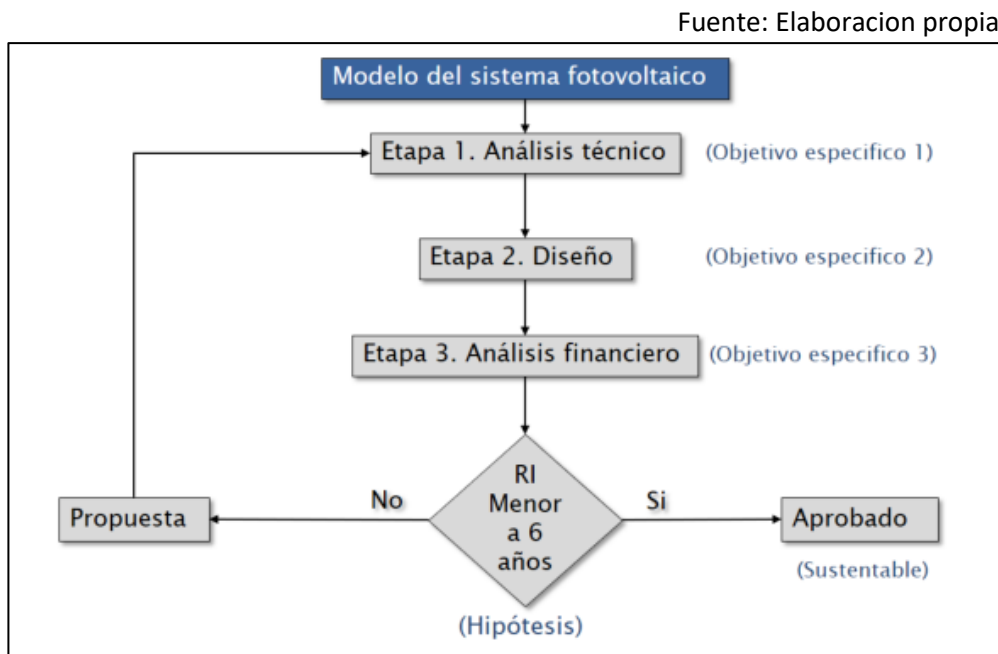 Fuente: Elaboracion propia
Modelo del sistema fotovoltaico
Etapa 1. Análisis técnico
(Objetivo especifico 1)
Etapa 2. Diseño
(Objetivo especifico 2)
Etapa 3. Análisis financiero
(Objetivo especifico 3)
RI
Menor
a 6
años
No
Si
Propuesta
Aprobado
(Sustentable)
(Hipótesis)